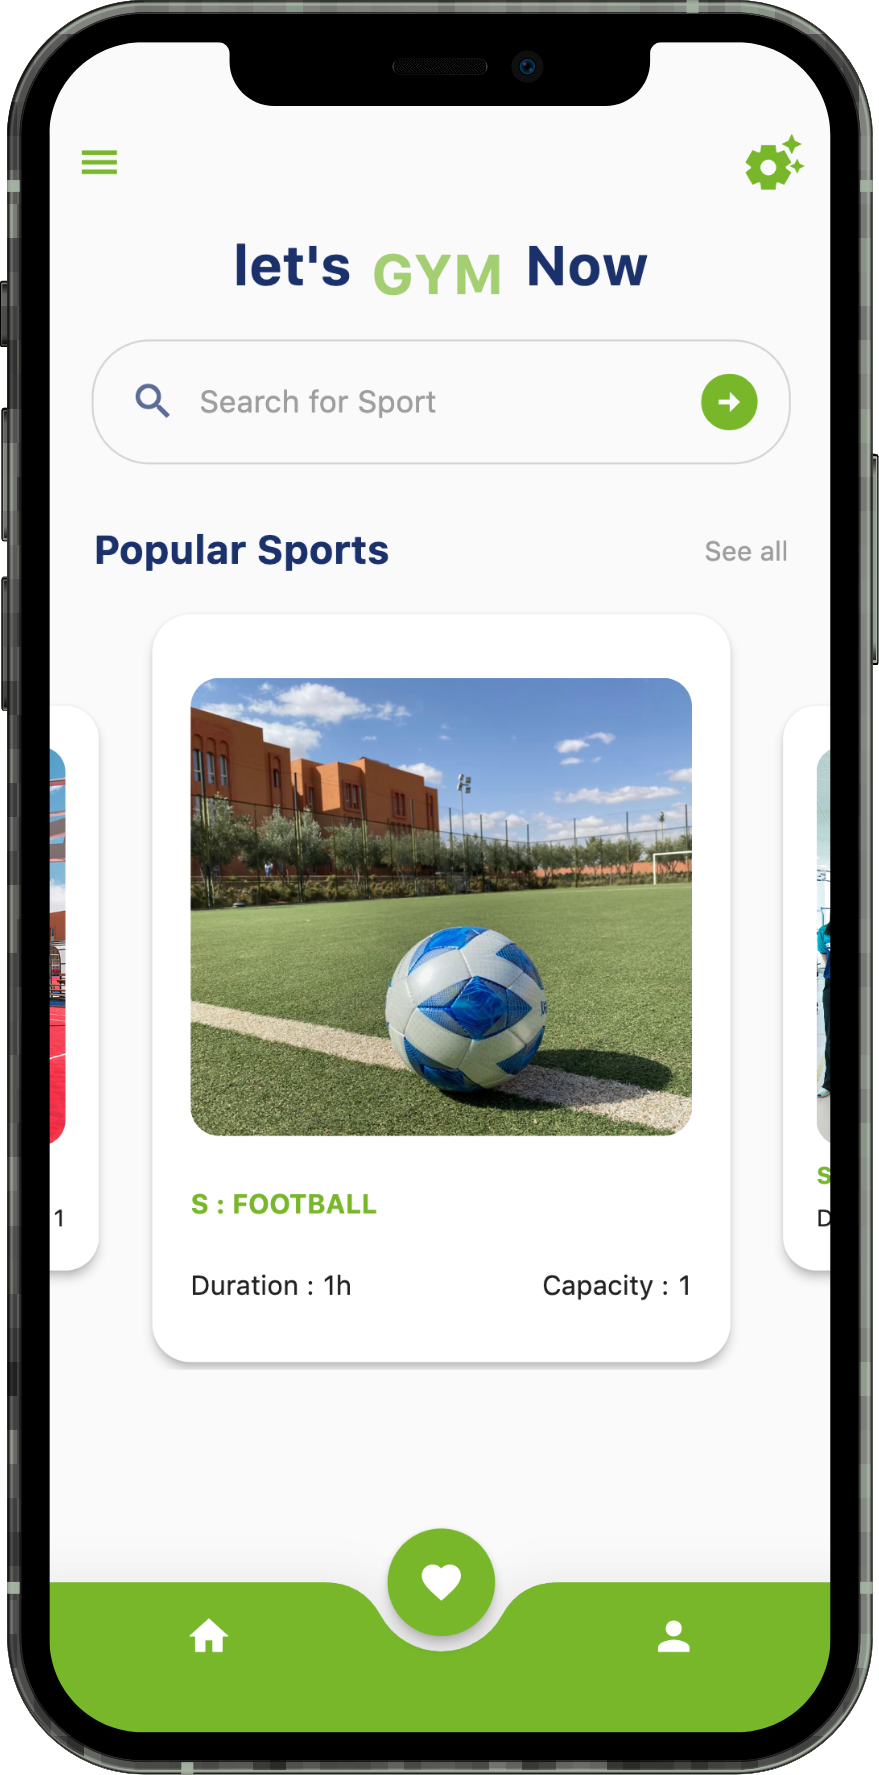 let's GYM Now
Search for Sport
Popular Sports See all
S : FOOTBALL
Duration : 1h Capacity : 1
1
S
D